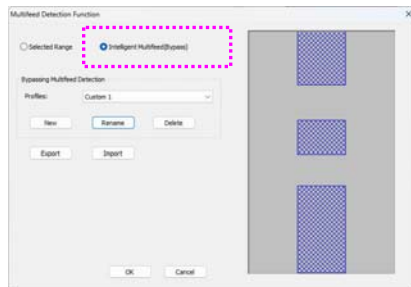 Multifeed Detection Function
Selected Range
Intelligent Multifeed(Bypass)
Bypassing Multifeed Detection
Profiles:
Custom 1
New
Rename
Delete
Export
Import
OK
Cancel